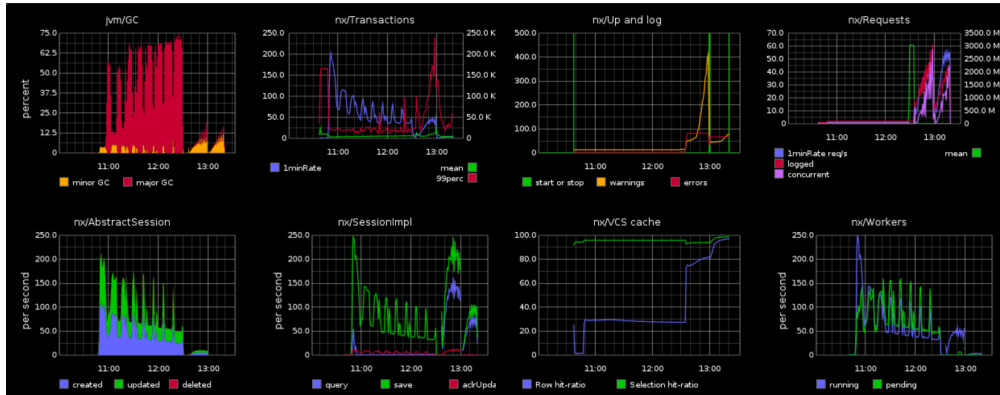 jvm/GC
percent
75.0
62.5
50.0
37.5
25.0
12.5
0.0
11:00 12:00 13:00
minor GC major GC
nx/Transactions
250.0 250.0 K
200.0 200.0 K
150.0 150.0 K
100.0 100.0 K
50.0 50.0 K
0 0
11:00 12:00 13:00
1minRate mean
99perc
nx/Up and log
500
400
300
200
100
0
11:00 12:00 13:00
start or stop warnings errors
nx/Requests
70.0 3500.0 M
60.0 3000.0 M
50.0 2500.0 M
40.0 2000.0 M
30.0 1500.0 M
20.0 1000.0 M
10.0 500.0 M
0.0 0.0
11:00 12:00 13:00
1minRate req/s mean
logged
concurrent
nx/AbstractSession
per second
250.0
200.0
150.0
100.0
50.0
0
11:00 12:00 13:00
created updated deleted
nx/SessionImpl
per second
250.0
200.0
150.0
100.0
50.0
0
11:00 12:00 13:00
query save aclrUpda
nx/VCS cache
100.0
80.0
60.0
40.0
20.0
0
11:00 12:00 13:00
Row hit-ratio Selection hit-ratio
nx/Workers
per second
250.0
200.0
150.0
100.0
50.0
0
11:00 12:00 13:00
running pending